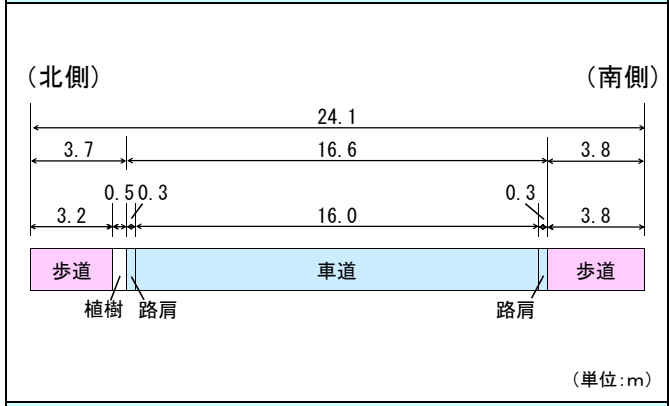 (北側) (南側)
24.1
3.7 16.6 3.8
0.5 0.3 0.3
3.2 16.0 3.8
歩道 車道 歩道
植樹 路肩 路肩
(単位:m)